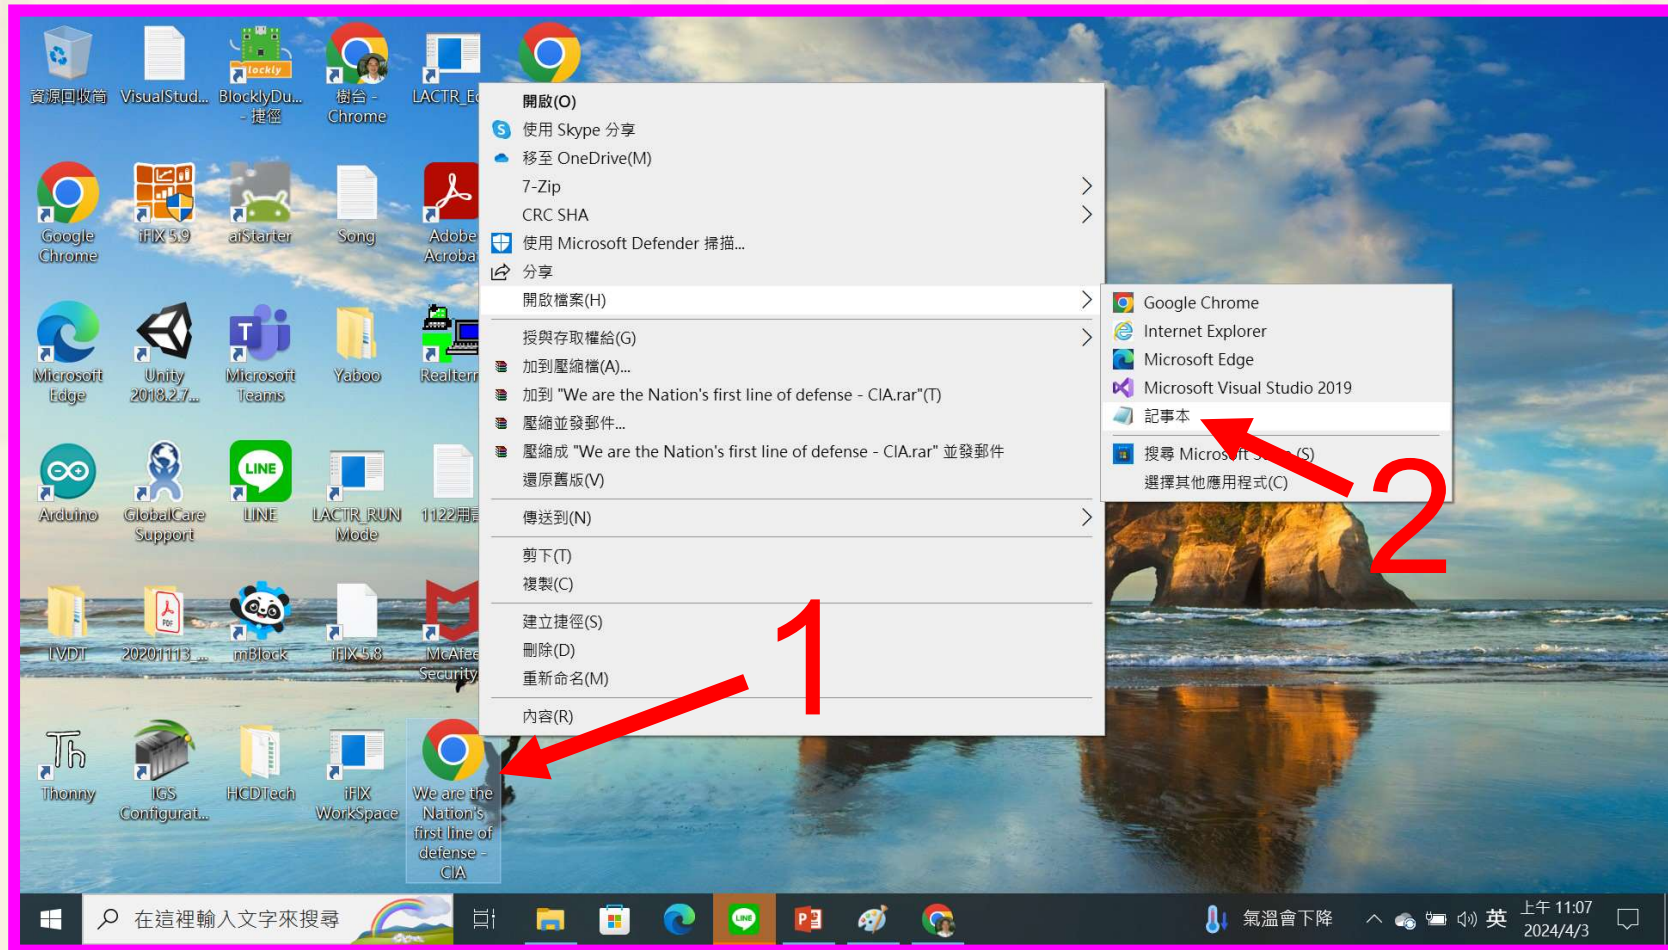 資源回收筒
VisualStud...
BlocklyDu...
- 捷徑
樹台 -
Chrome
LACTR_Ec
Google
Chrome
iFIX 5.9
aiStarter
Song
Adobe
Acroba
Microsoft
Edge
Unity
2018.2.7...
Microsoft
Teams
Yaboo
Realterm
Arduino
GlobalCare
Support
LINE
LACTR_RUN
Mode
LVDT
20201113_...
mBlock
iFIX 5.8
McAfee
Security
Thonny
IGS
Configurat...
HCDTech
iFIX
WorkSpace
We are the
Nation's
first line of
defense -
CIA
開啟(O)
使用 Skype 分享
移至 OneDrive(M)
7-Zip
CRC SHA
使用 Microsoft Defender 掃描...
分享
開啟檔案(H)
授與存取權給(G)
加到壓縮檔(A)...
加到 "We are the Nation's first line of defense - CIA.rar"(T)
壓縮並發郵件...
壓縮成 "We are the Nation's first line of defense - CIA.rar" 並發郵件
還原舊版(V)
傳送到(N)
剪下(T)
複製(C)
建立捷徑(S)
刪除(D)
重新命名(M)
內容(R)
Google Chrome
Internet Explorer
Microsoft Edge
Microsoft Visual Studio 2019
記事本
搜尋 Microsoft (S)
選擇其他應用程式(C)
1
2
在這裡輸入文字來搜尋
氣溫會下降
英
上午 11:07
2024/4/3